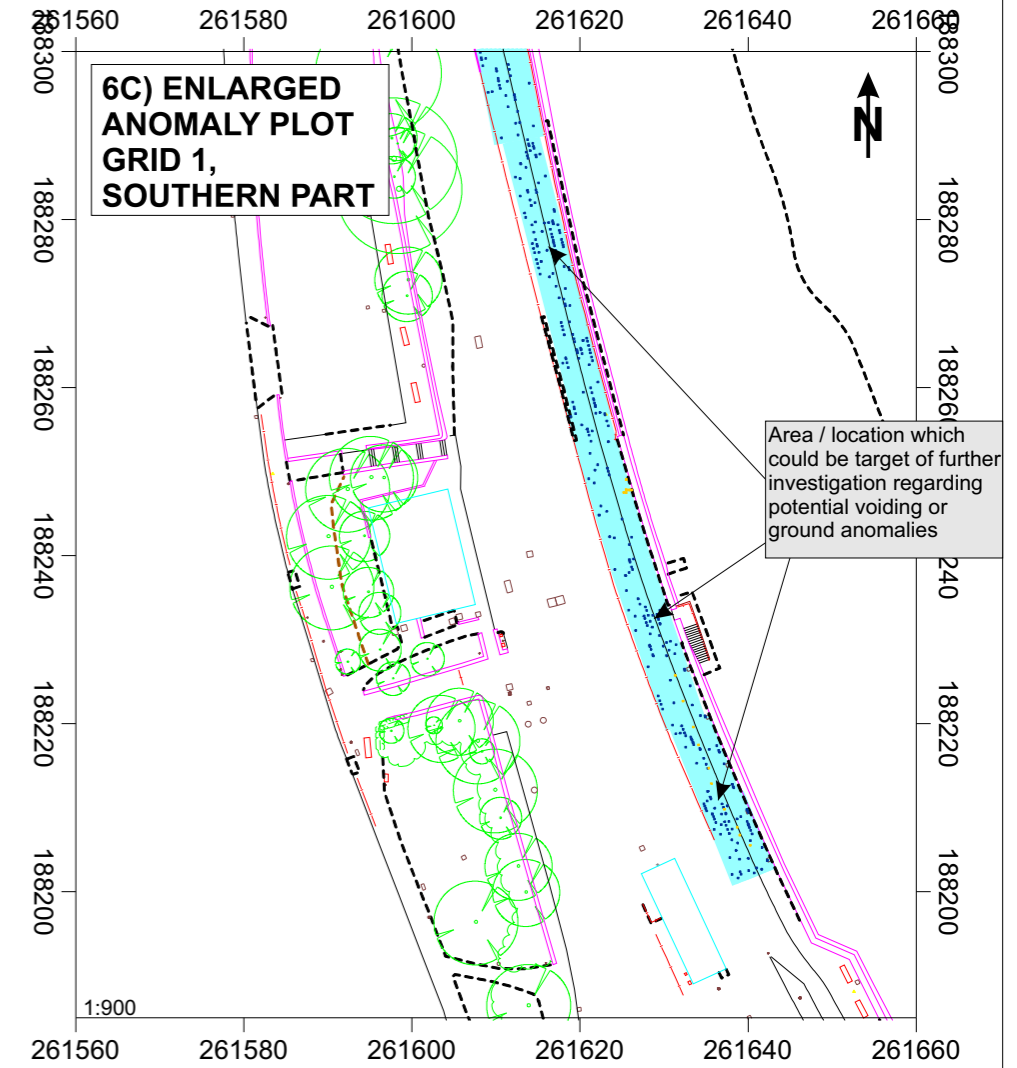 261560 261580 261600 261620 261640 261660
188300 188300
6C) ENLARGED
ANOMALY PLOT
GRID 1,
SOUTHERN PART
N
188280 188280
188260 188260
Area / location which
could be target of further
investigation regarding
potential voiding or
ground anomalies
188240 188240
188220 188220
188200 188200
1:900
261560 261580 261600 261620 261640 261660